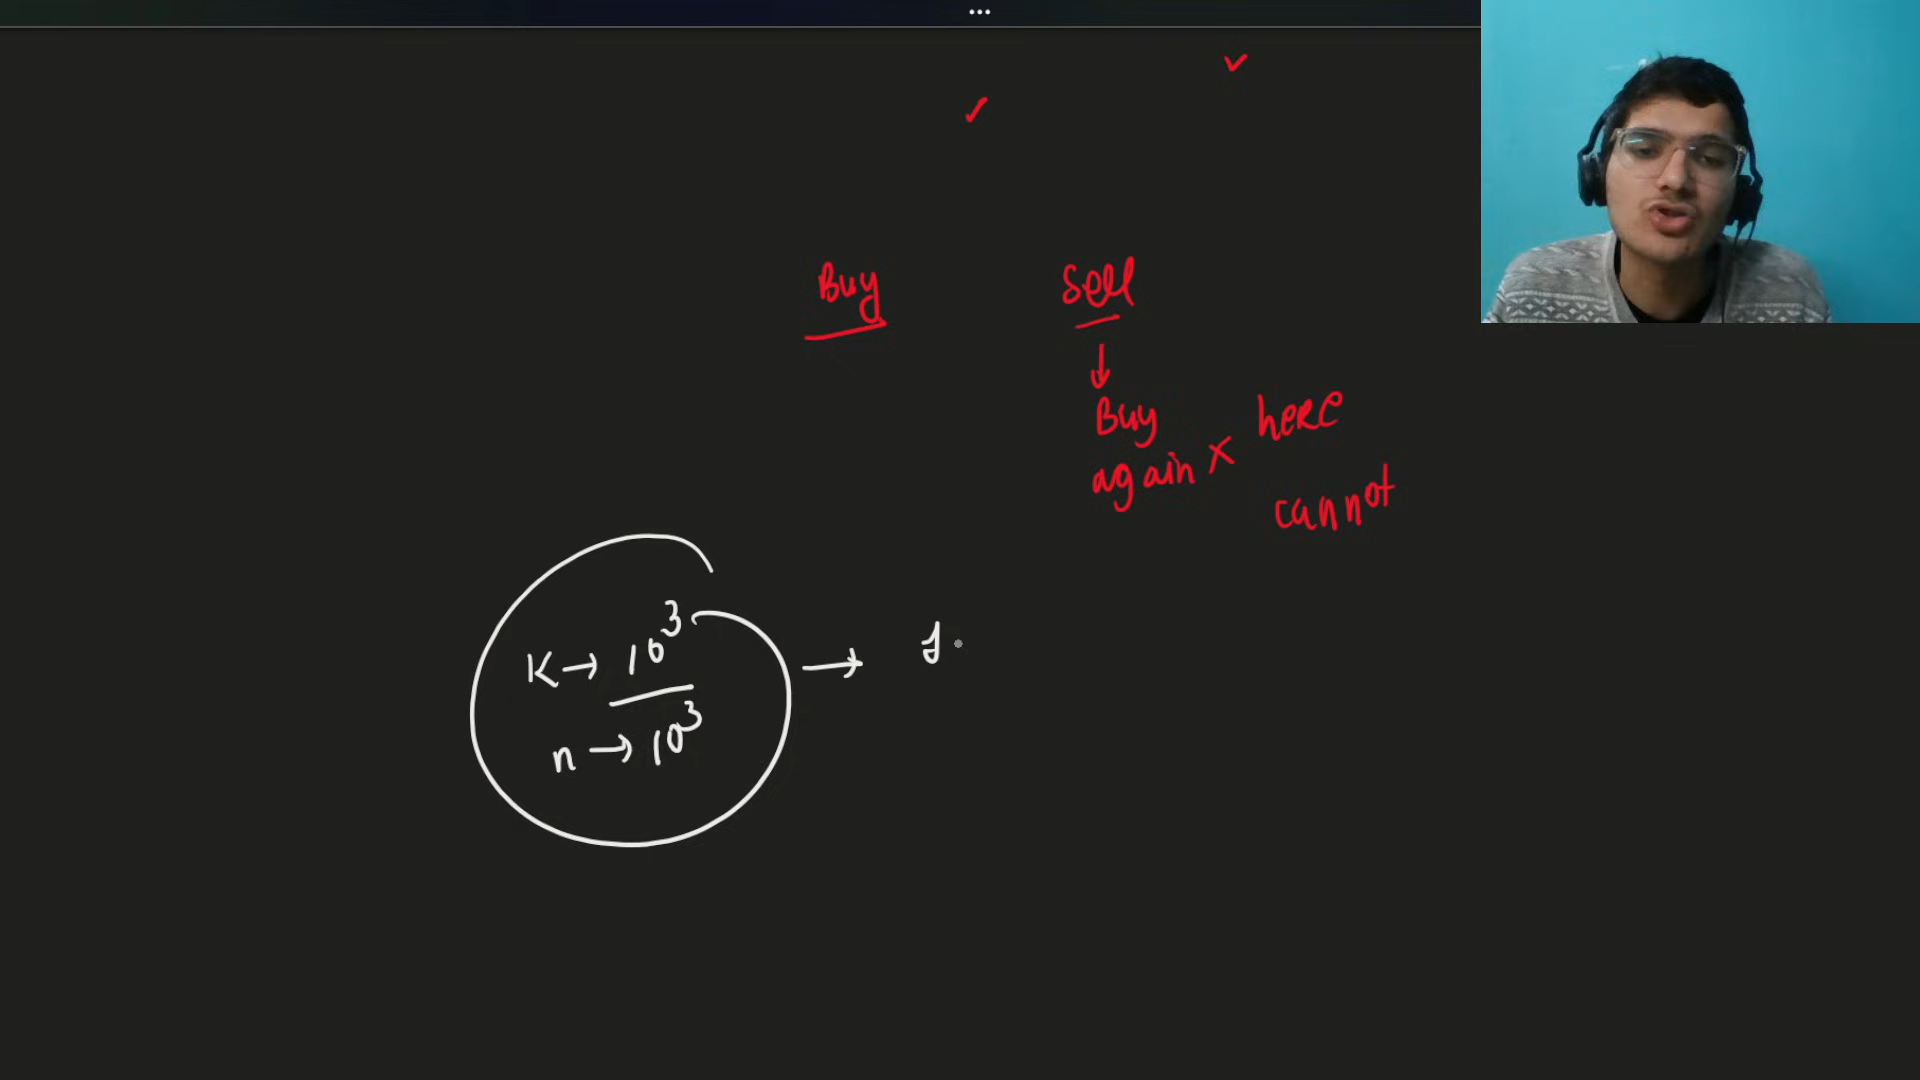 Buy
Sell
↓
Buy
again × here
cannot
K → 10³
n → 10³
→